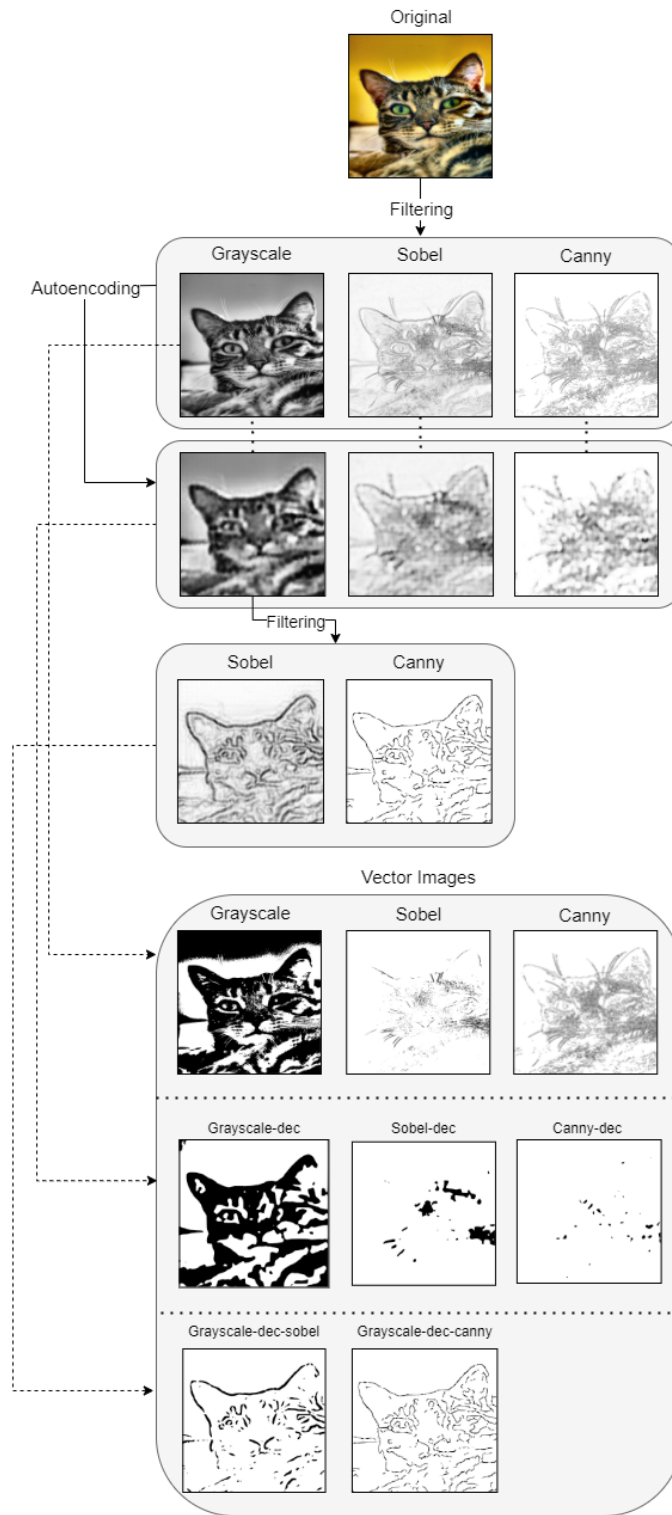 Original
Filtering
Grayscale
Sobel
Canny
Autoencoding
Filtering
Sobel
Canny
Vector Images
Grayscale
Sobel
Canny
Grayscale-dec
Sobel-dec
Canny-dec
Grayscale-dec-sobel
Grayscale-dec-canny